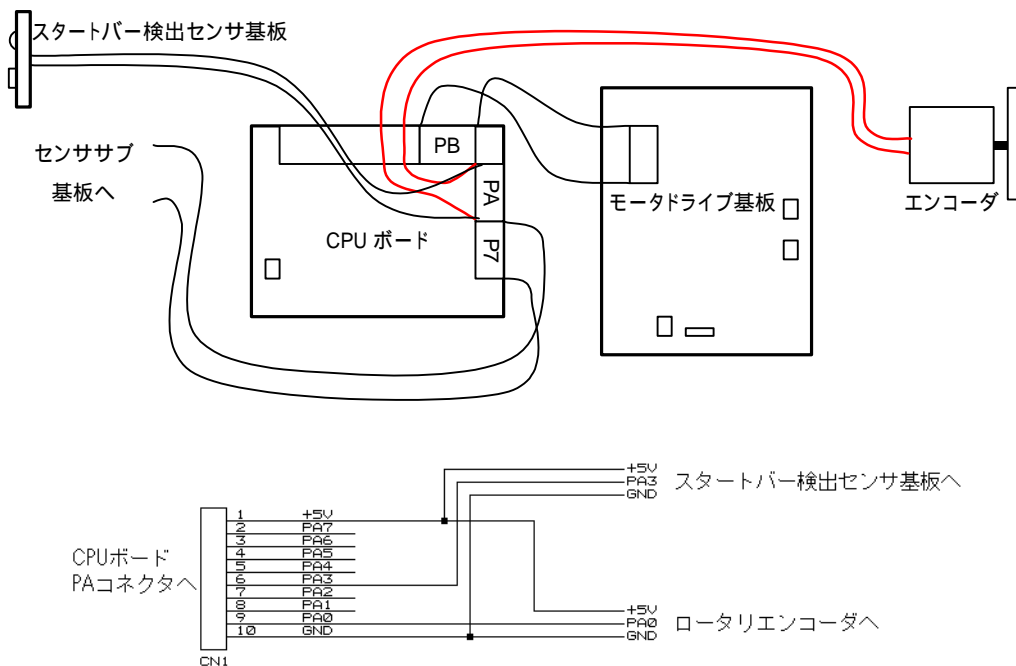 スタートバー検出センサ基板
センササブ
基板へ
PB
PA
P7
CPU ボード
モータドライブ基板
エンコーダ
+5V
PA3
GND
スタートバー検出センサ基板へ
CPUボード
PAコネクタへ
1 +5V
2 PA7
3 PA6
4 PA5
5 PA4
6 PA3
7 PA2
8 PA1
9 PA0
10 GND
CN1
+5V
PA0
GND
ロータリエンコーダへ